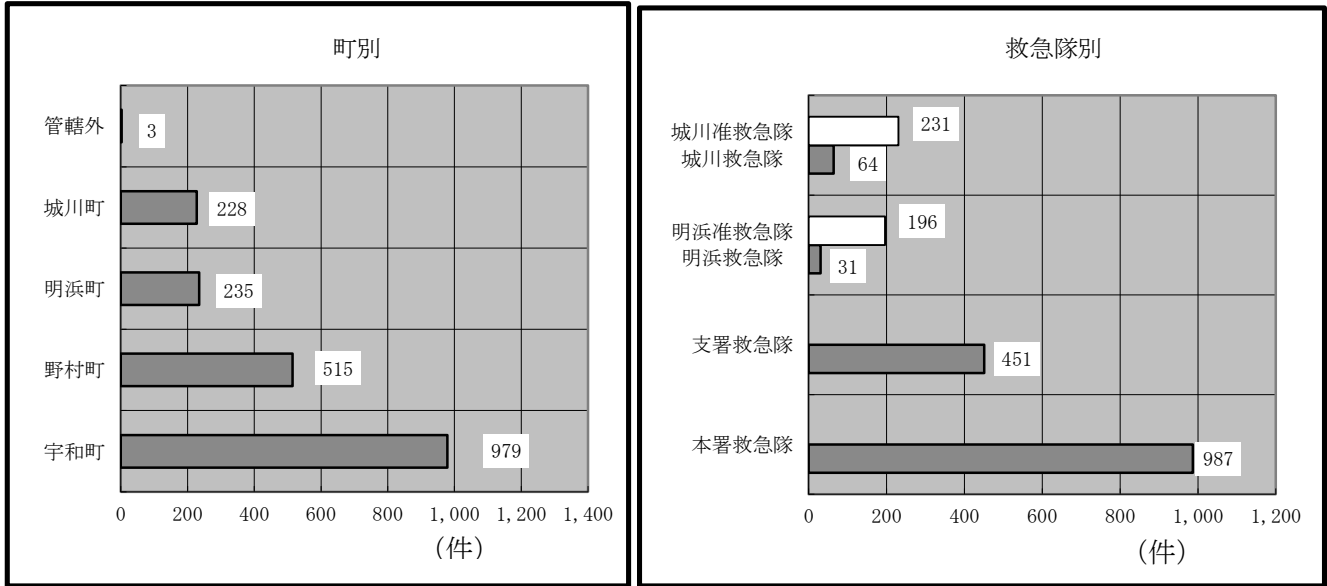 町別
管轄外 3
城川町 228
明浜町 235
野村町 515
宇和町 979
0 200 400 600 800 1,000 1,200 1,400
(件)
救急隊別
城川准救急隊 231
城川救急隊 64
明浜准救急隊 196
明浜救急隊 31
支署救急隊 451
本署救急隊 987
0 200 400 600 800 1,000 1,200
(件)